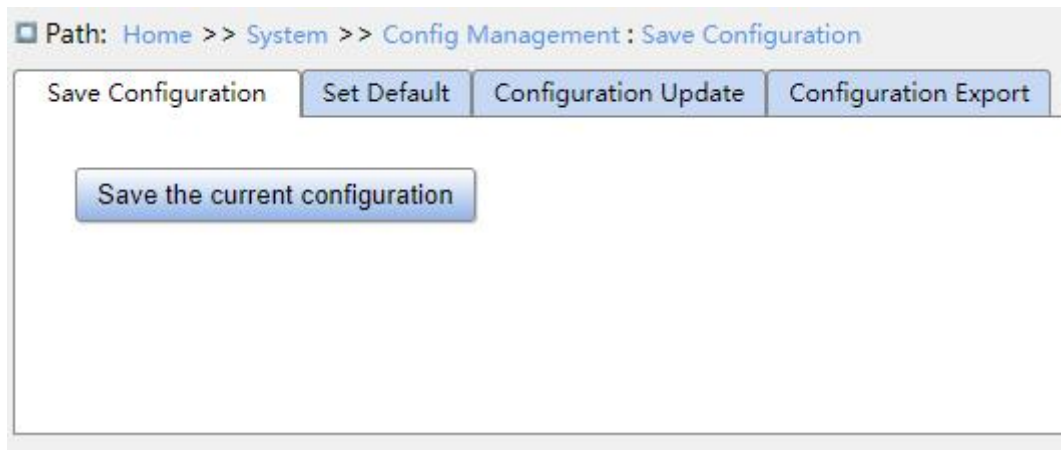 Path: Home >> System >> Config Management : Save Configuration
Save Configuration Set Default Configuration Update Configuration Export
Save the current configuration